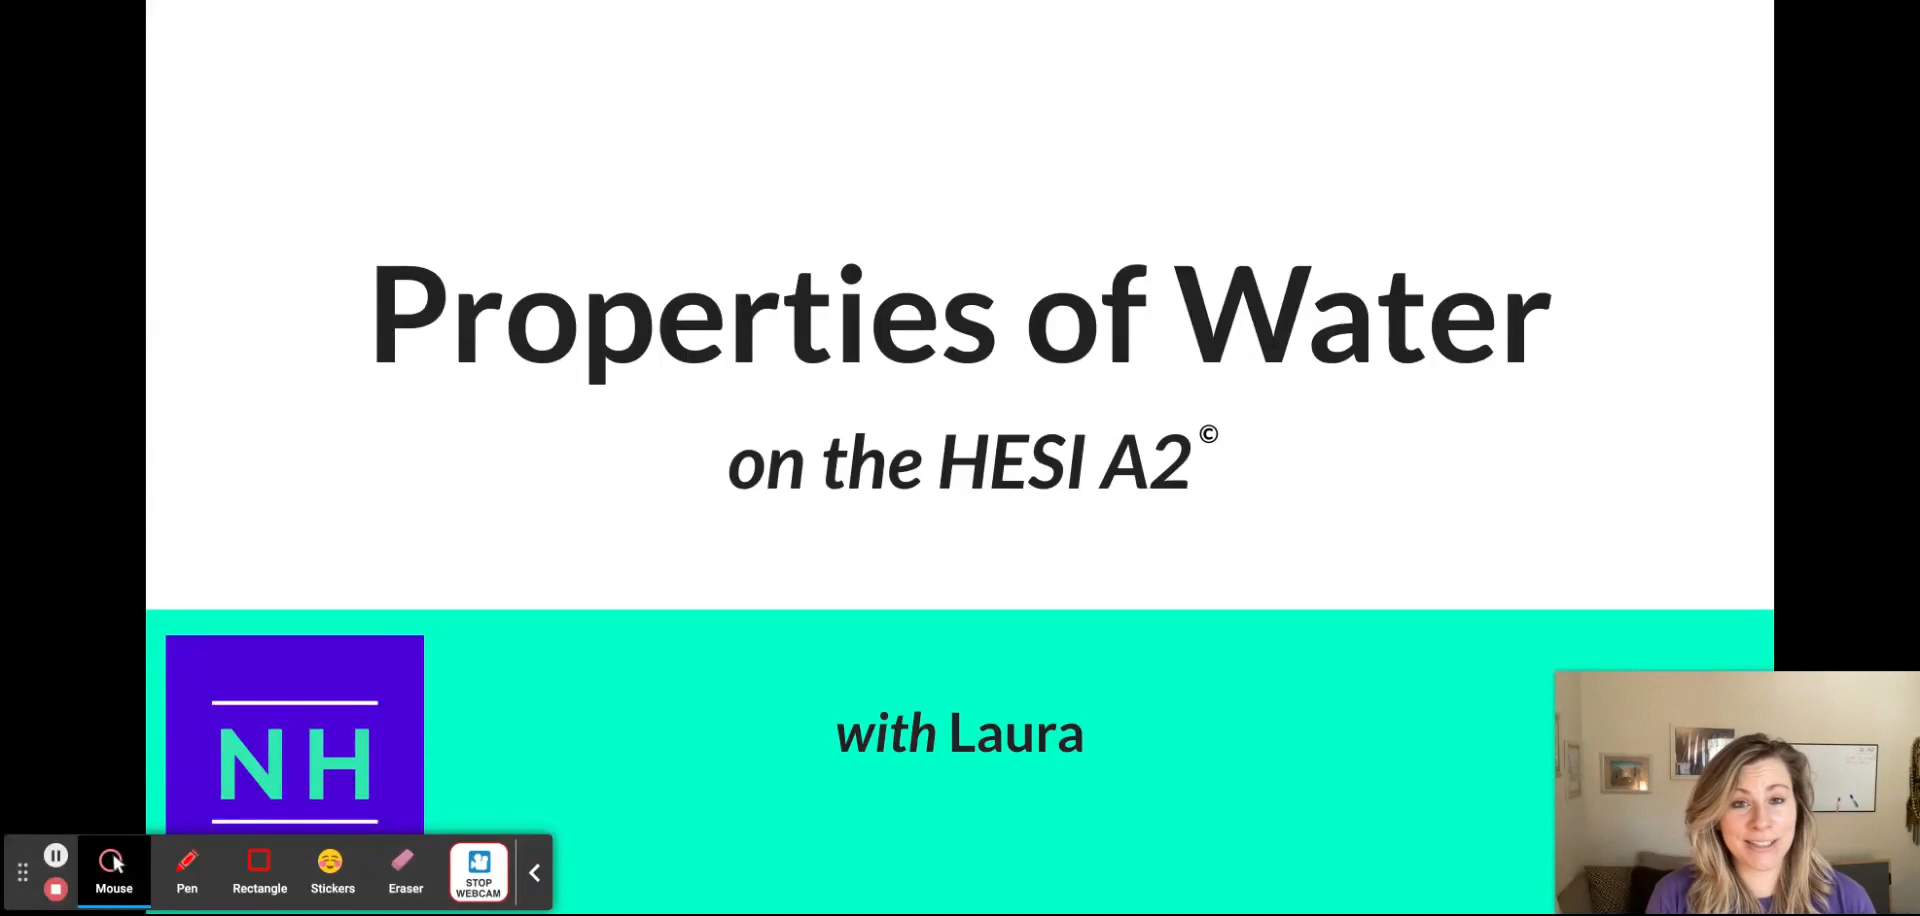 Properties of Water
on the HESI A2©
with Laura
NH
Mouse
Pen
Rectangle
Stickers
Eraser
STOP
WEBCAM